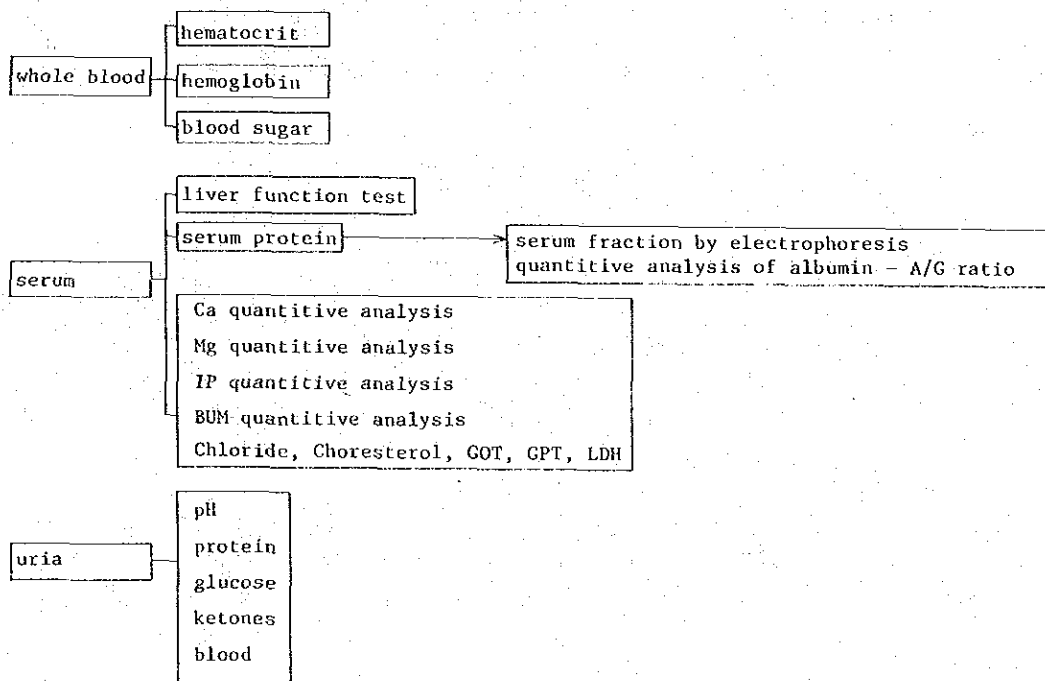 whole blood
hematocrit
hemoglobin
blood sugar
serum
liver function test
serum protein
serum fraction by electrophoresis
quantitive analysis of albumin – A/G ratio
Ca quantitive analysis
Mg quantitive analysis
IP quantitive analysis
BUM quantitive analysis
Chloride, Choresterol, GOT, GPT, LDH
uria
pH
protein
glucose
ketones
blood